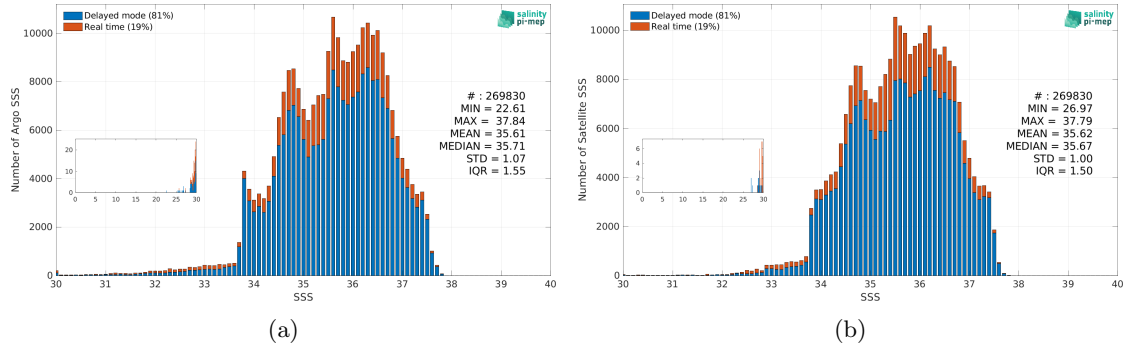 Delayed mode (81%)
Real time (19%)
salinity
pi-mep
10000
8000
6000
4000
2000
0
Number of Argo SSS
# : 269830
MIN = 22.61
MAX = 37.84
MEAN = 35.61
MEDIAN = 35.71
STD = 1.07
IQR = 1.55
20
10
0
0 5 10 15 20 25 30
30 31 32 33 34 35 36 37 38 39 40
SSS
(a)
Delayed mode (81%)
Real time (19%)
salinity
pi-mep
10000
8000
6000
4000
2000
0
Number of Satellite SSS
# : 269830
MIN = 26.97
MAX = 37.79
MEAN = 35.62
MEDIAN = 35.67
STD = 1.00
IQR = 1.50
6
4
2
0
0 5 10 15 20 25 30
30 31 32 33 34 35 36 37 38 39 40
SSS
(b)